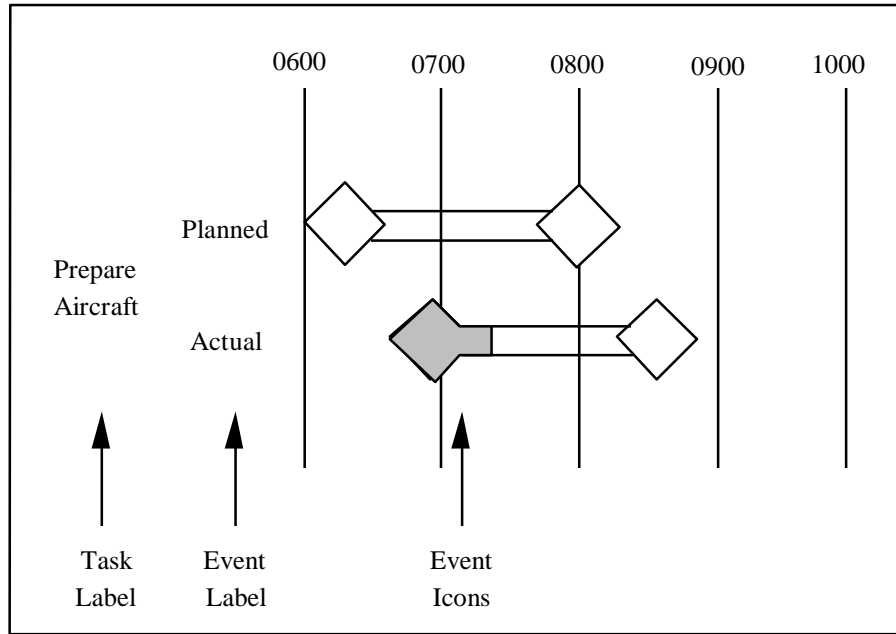 0600 0700 0800 0900 1000
Planned
Prepare
Aircraft
Actual
Task Event Event
Label Label Icons